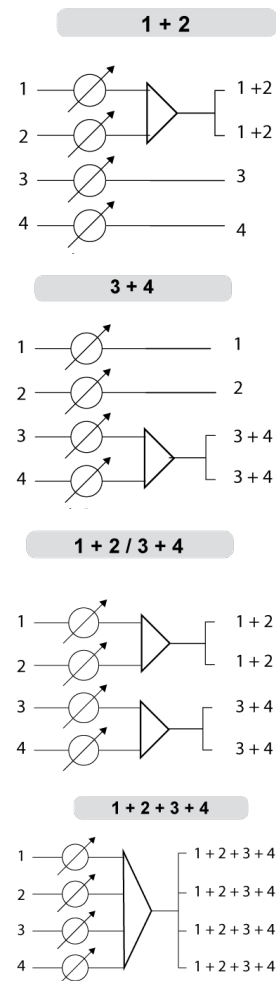 1 + 2
1 1 +2
2 1 +2
3 3
4 4
3 + 4
1 1
2 2
3 3 + 4
4 3 + 4
1 + 2 / 3 + 4
1 1 + 2
2 1 + 2
3 3 + 4
4 3 + 4
1 + 2 + 3 + 4
1 1 + 2 + 3 + 4
2 1 + 2 + 3 + 4
3 1 + 2 + 3 + 4
4 1 + 2 + 3 + 4